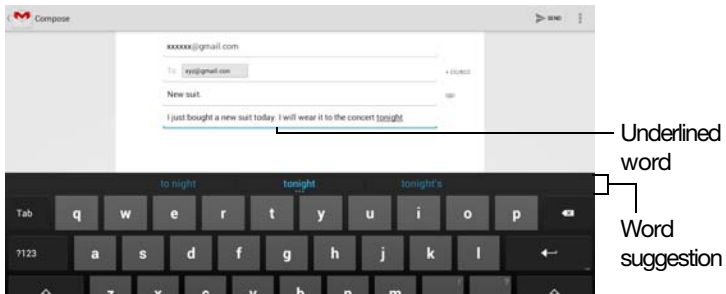 Compose
SEND
xxxxxx@gmail.com
To xyz@gmail.com
+ CC/BCC
New suit.
I just bought a new suit today. I will wear it to the concert tonight
Underlined
word
to night tonight tonight's
Tab q w e r t y u i o p
Word
suggestion
?123 a s d f g h j k l
z x c v b n m ! ?